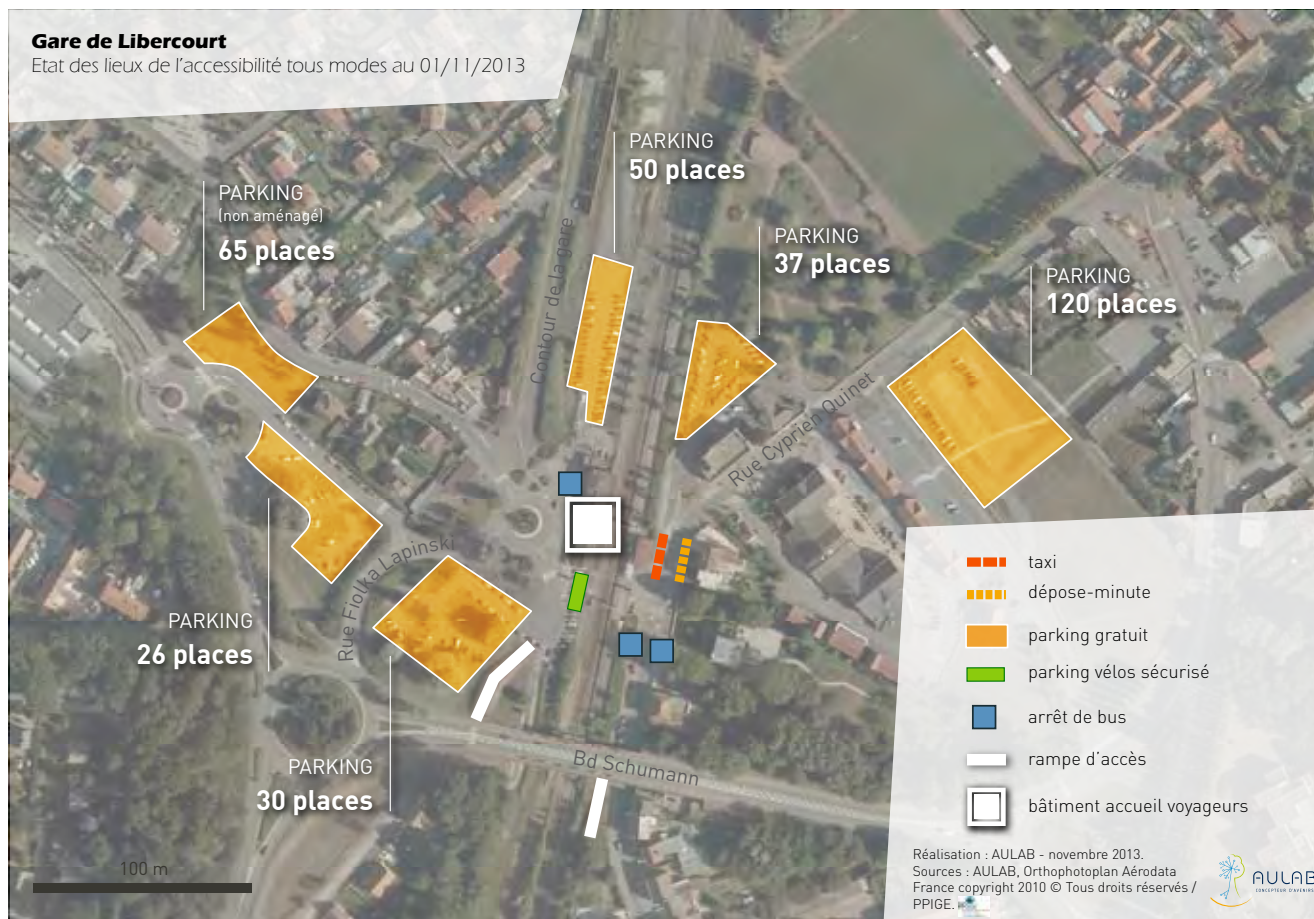 Gare de Libercourt
Etat des lieux de l'accessibilité tous modes au 01/11/2013
PARKING
50 places
PARKING
(non aménagé)
65 places
PARKING
37 places
PARKING
120 places
Contour de la gare
Rue Cyprien Quinet
Rue Fiolka Lapinski
PARKING
26 places
PARKING
30 places
Bd Schumann
100 m
taxi
dépose-minute
parking gratuit
parking vélos sécurisé
arrêt de bus
rampe d'accès
bâtiment accueil voyageurs
Réalisation : AULAB - novembre 2013.
Sources : AULAB, Orthophotoplan Aérodata
France copyright 2010 © Tous droits réservés /
PPIGE.
AULAB
CONCEPTEUR D'AVENIRS